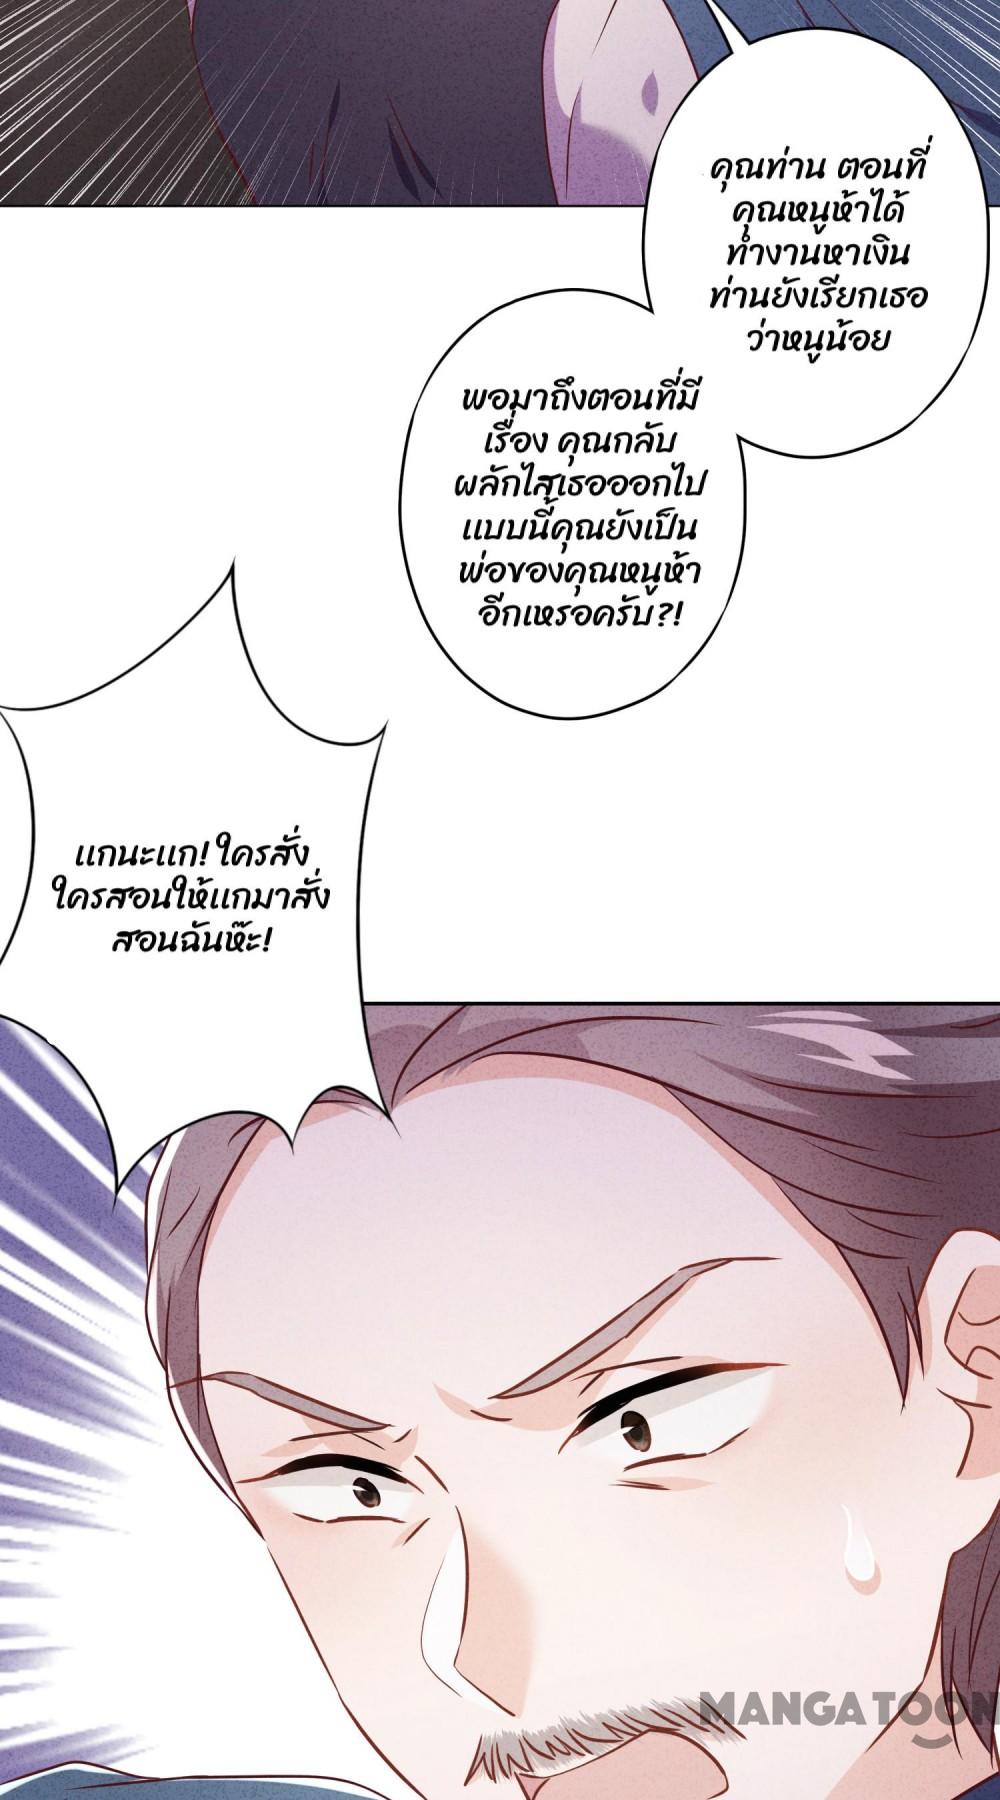 คุณท่าน ตอนที่
คุณหนูห้าได้
ทำงานหาเงิน
ท่านยังเรียกเธอ
ว่าหนูน้อย
พอมาถึงตอนที่มี
เรื่อง คุณกลับ
ผลักไสเธอออกไป
แบบนี้คุณยังเป็น
พ่อของคุณหนูห้า
อีกเหรอครับ?!
แกนะแก! ใครสั่ง
ใครสอนให้แกมาสั่ง
สอนฉันห๊ะ!
MANGATOON